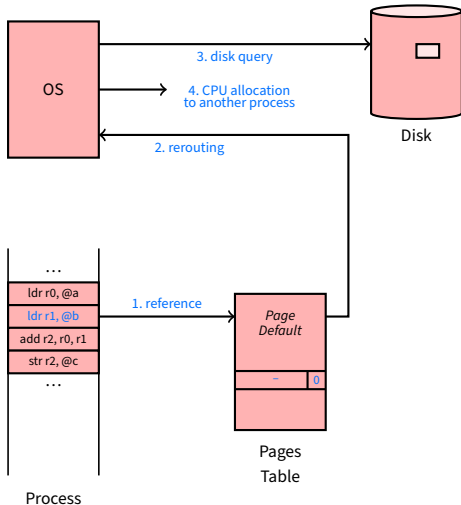 OS
3. disk query
4. CPU allocation
to another process
Disk
2. rerouting
...
ldr r0, @a
ldr r1, @b
add r2, r0, r1
str r2, @c
...
1. reference
Page
Default
– 0
Pages
Table
Process